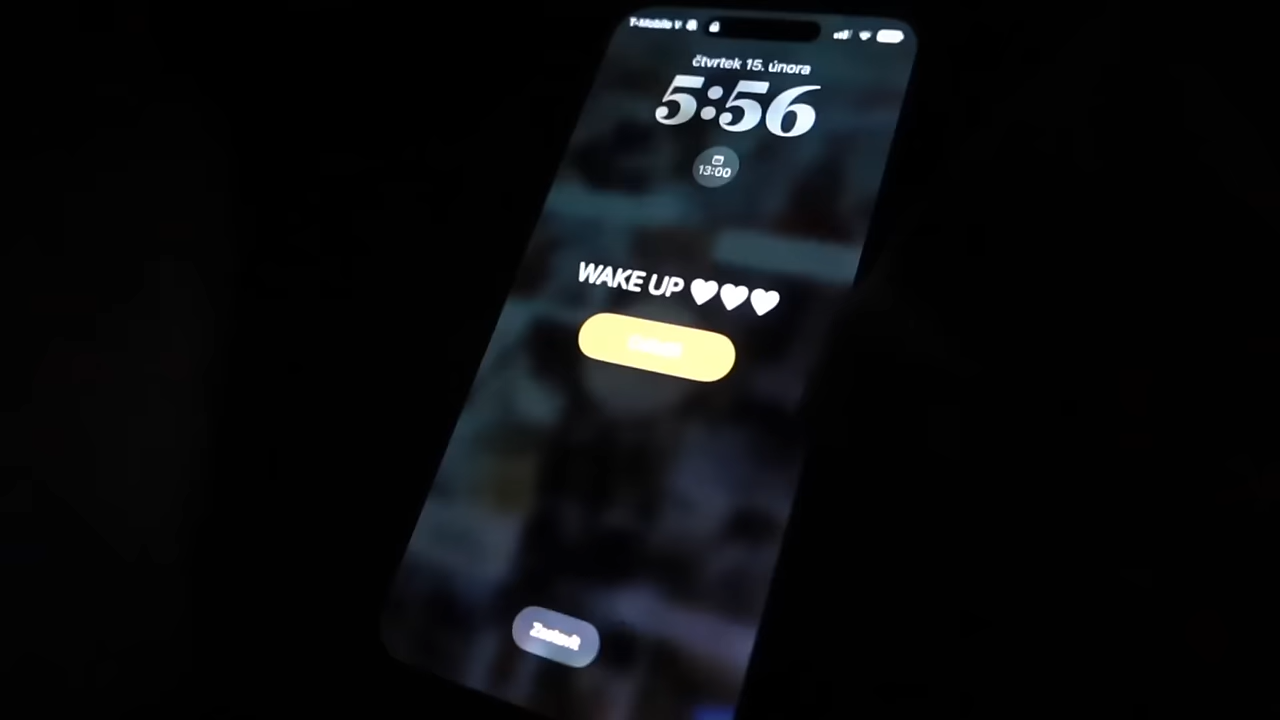 T-Mobile
čtvrtek 15. února
5:56
13:00
WAKE UP 🤍🤍🤍
Zastavit